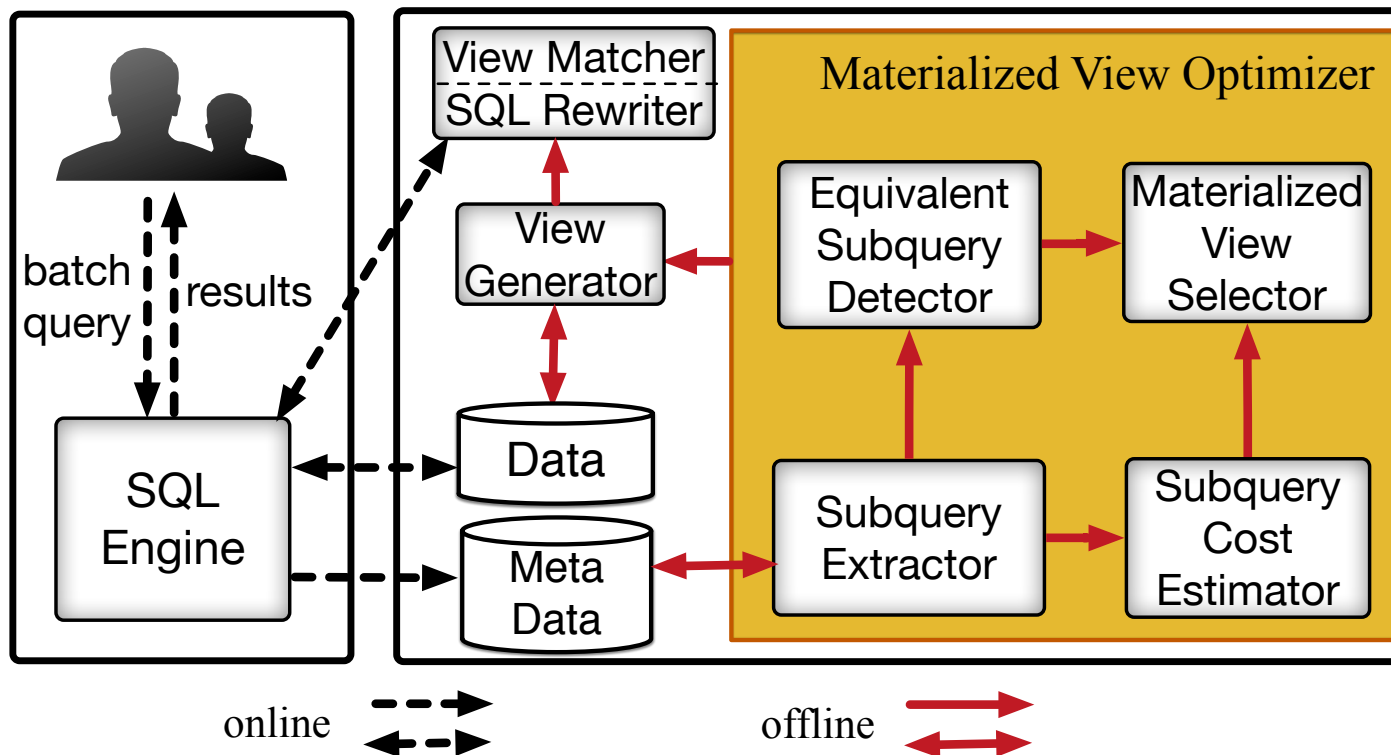 batch
query
results
SQL
Engine
View Matcher
SQL Rewriter
View
Generator
Data
Meta
Data
Materialized View Optimizer
Equivalent
Subquery
Detector
Materialized
View
Selector
Subquery
Extractor
Subquery
Cost
Estimator
online
offline